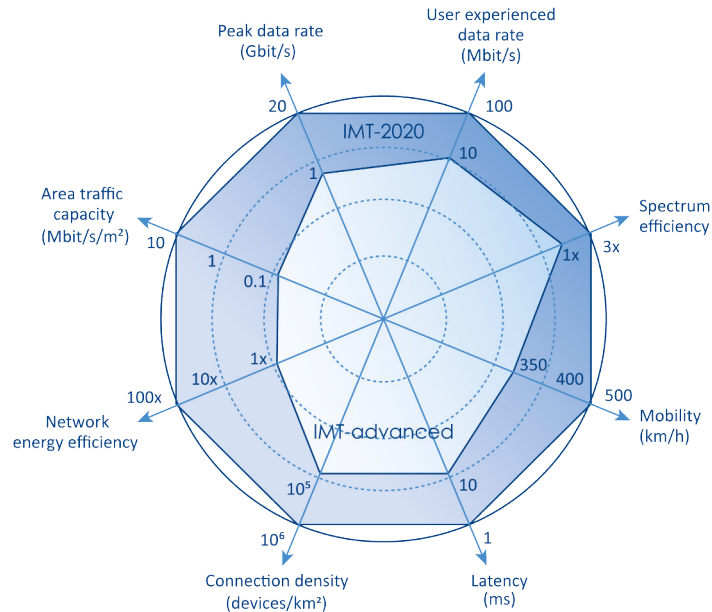 User experienced
data rate
(Mbit/s)
Peak data rate
(Gbit/s)
20
100
IMT-2020
10
1
Area traffic
capacity
(Mbit/s/m²)
Spectrum
efficiency
10
1
0.1
1x
3x
1x
350
10x
400
100x
500
Network
energy efficiency
Mobility
(km/h)
IMT-advanced
10⁵
10
10⁶
1
Connection density
(devices/km²)
Latency
(ms)